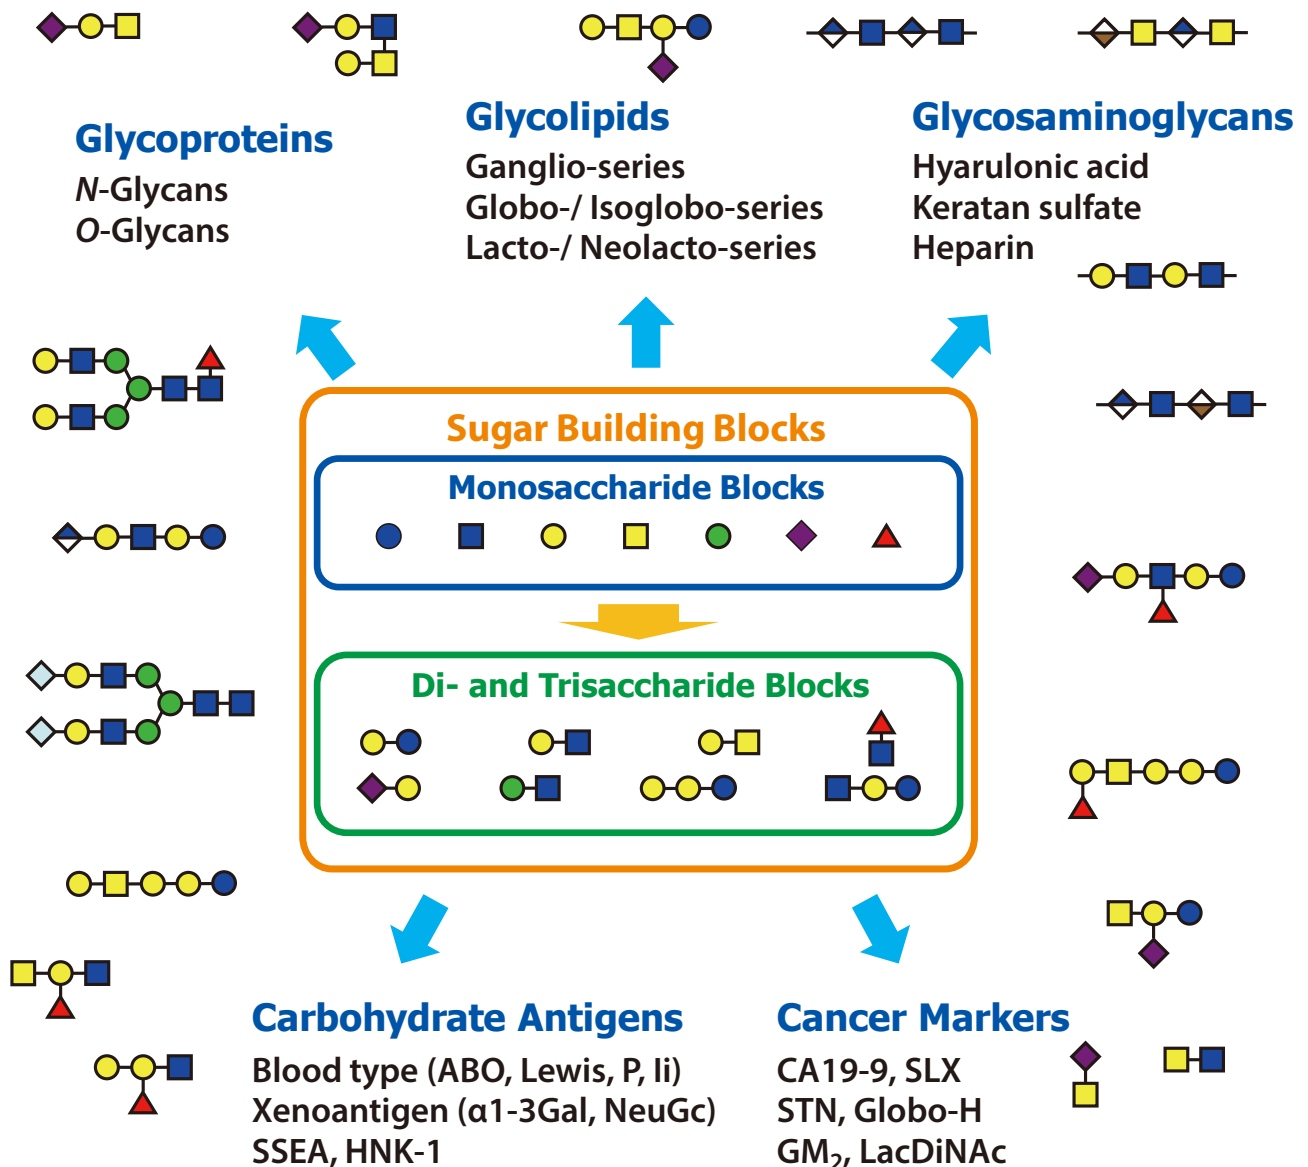 Glycoproteins
N-Glycans
O-Glycans
Glycolipids
Ganglio-series
Globo-/ Isoglobo-series
Lacto-/ Neolacto-series
Glycosaminoglycans
Hyarulonic acid
Keratan sulfate
Heparin
Sugar Building Blocks
Monosaccharide Blocks
Di- and Trisaccharide Blocks
Carbohydrate Antigens
Blood type (ABO, Lewis, P, Ii)
Xenoantigen (α1-3Gal, NeuGc)
SSEA, HNK-1
Cancer Markers
CA19-9, SLX
STN, Globo-H
GM₂, LacDiNAc